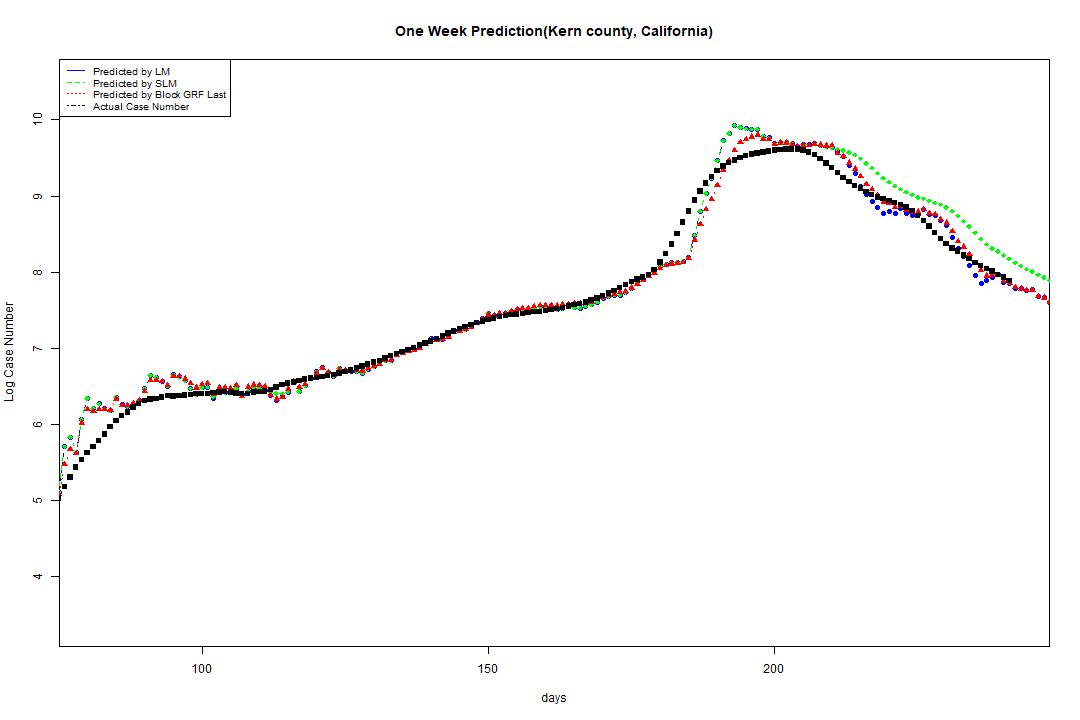 One Week Prediction(Kern county, California)
Predicted by LM
Predicted by SLM
Predicted by Block GRF Last
Actual Case Number
10
9
8
7
6
5
4
Log Case Number
100
150
200
days